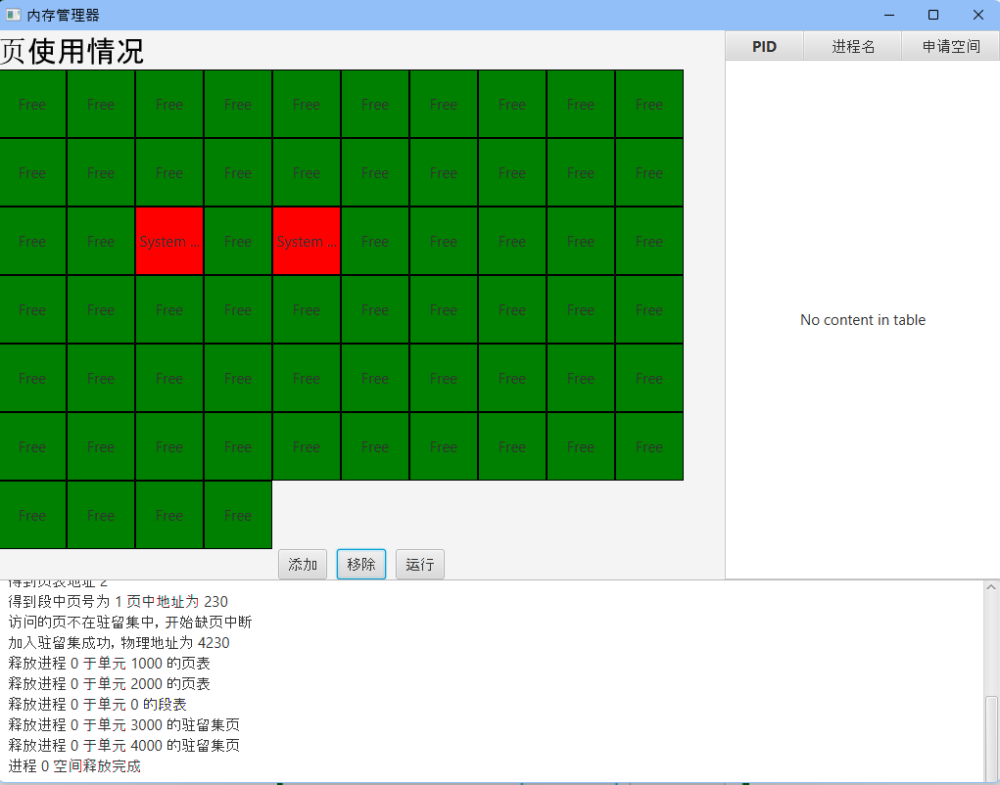 内存管理器
页使用情况
PID 进程名 申请空间
Free Free Free Free Free Free Free Free Free Free
Free Free Free Free Free Free Free Free Free Free
Free Free System ... Free System ... Free Free Free Free Free
Free Free Free Free Free Free Free Free Free Free
Free Free Free Free Free Free Free Free Free Free
Free Free Free Free Free Free Free Free Free Free
Free Free Free Free
No content in table
添加 移除 运行
得到页表地址 2
得到段中页号为 1 页中地址为 230
访问的页不在驻留集中, 开始缺页中断
加入驻留集成功, 物理地址为 4230
释放进程 0 于单元 1000 的页表
释放进程 0 于单元 2000 的页表
释放进程 0 于单元 0 的段表
释放进程 0 于单元 3000 的驻留集页
释放进程 0 于单元 4000 的驻留集页
进程 0 空间释放完成